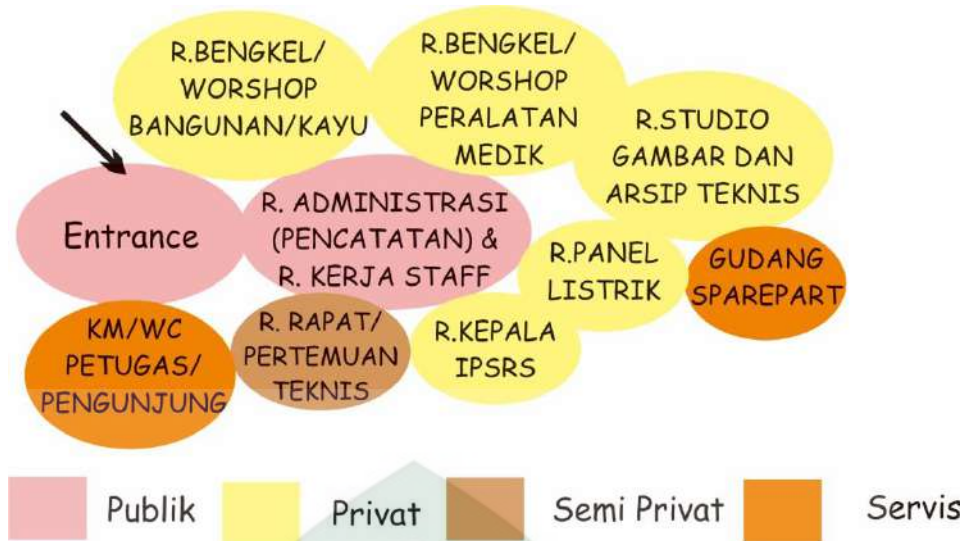 R.BENGKEL/
WORSHOP
BANGUNAN/KAYU
R.BENGKEL/
WORSHOP
PERALATAN
MEDIK
R.STUDIO
GAMBAR DAN
ARSIP TEKNIS
Entrance
R. ADMINISTRASI
(PENCATATAN) &
R. KERJA STAFF
R.PANEL
LISTRIK
GUDANG
SPAREPART
KM/WC
PETUGAS/
PENGUNJUNG
R. RAPAT/
PERTEMUAN
TEKNIS
R.KEPALA
IPSRS
Publik
Privat
Semi Privat
Servis